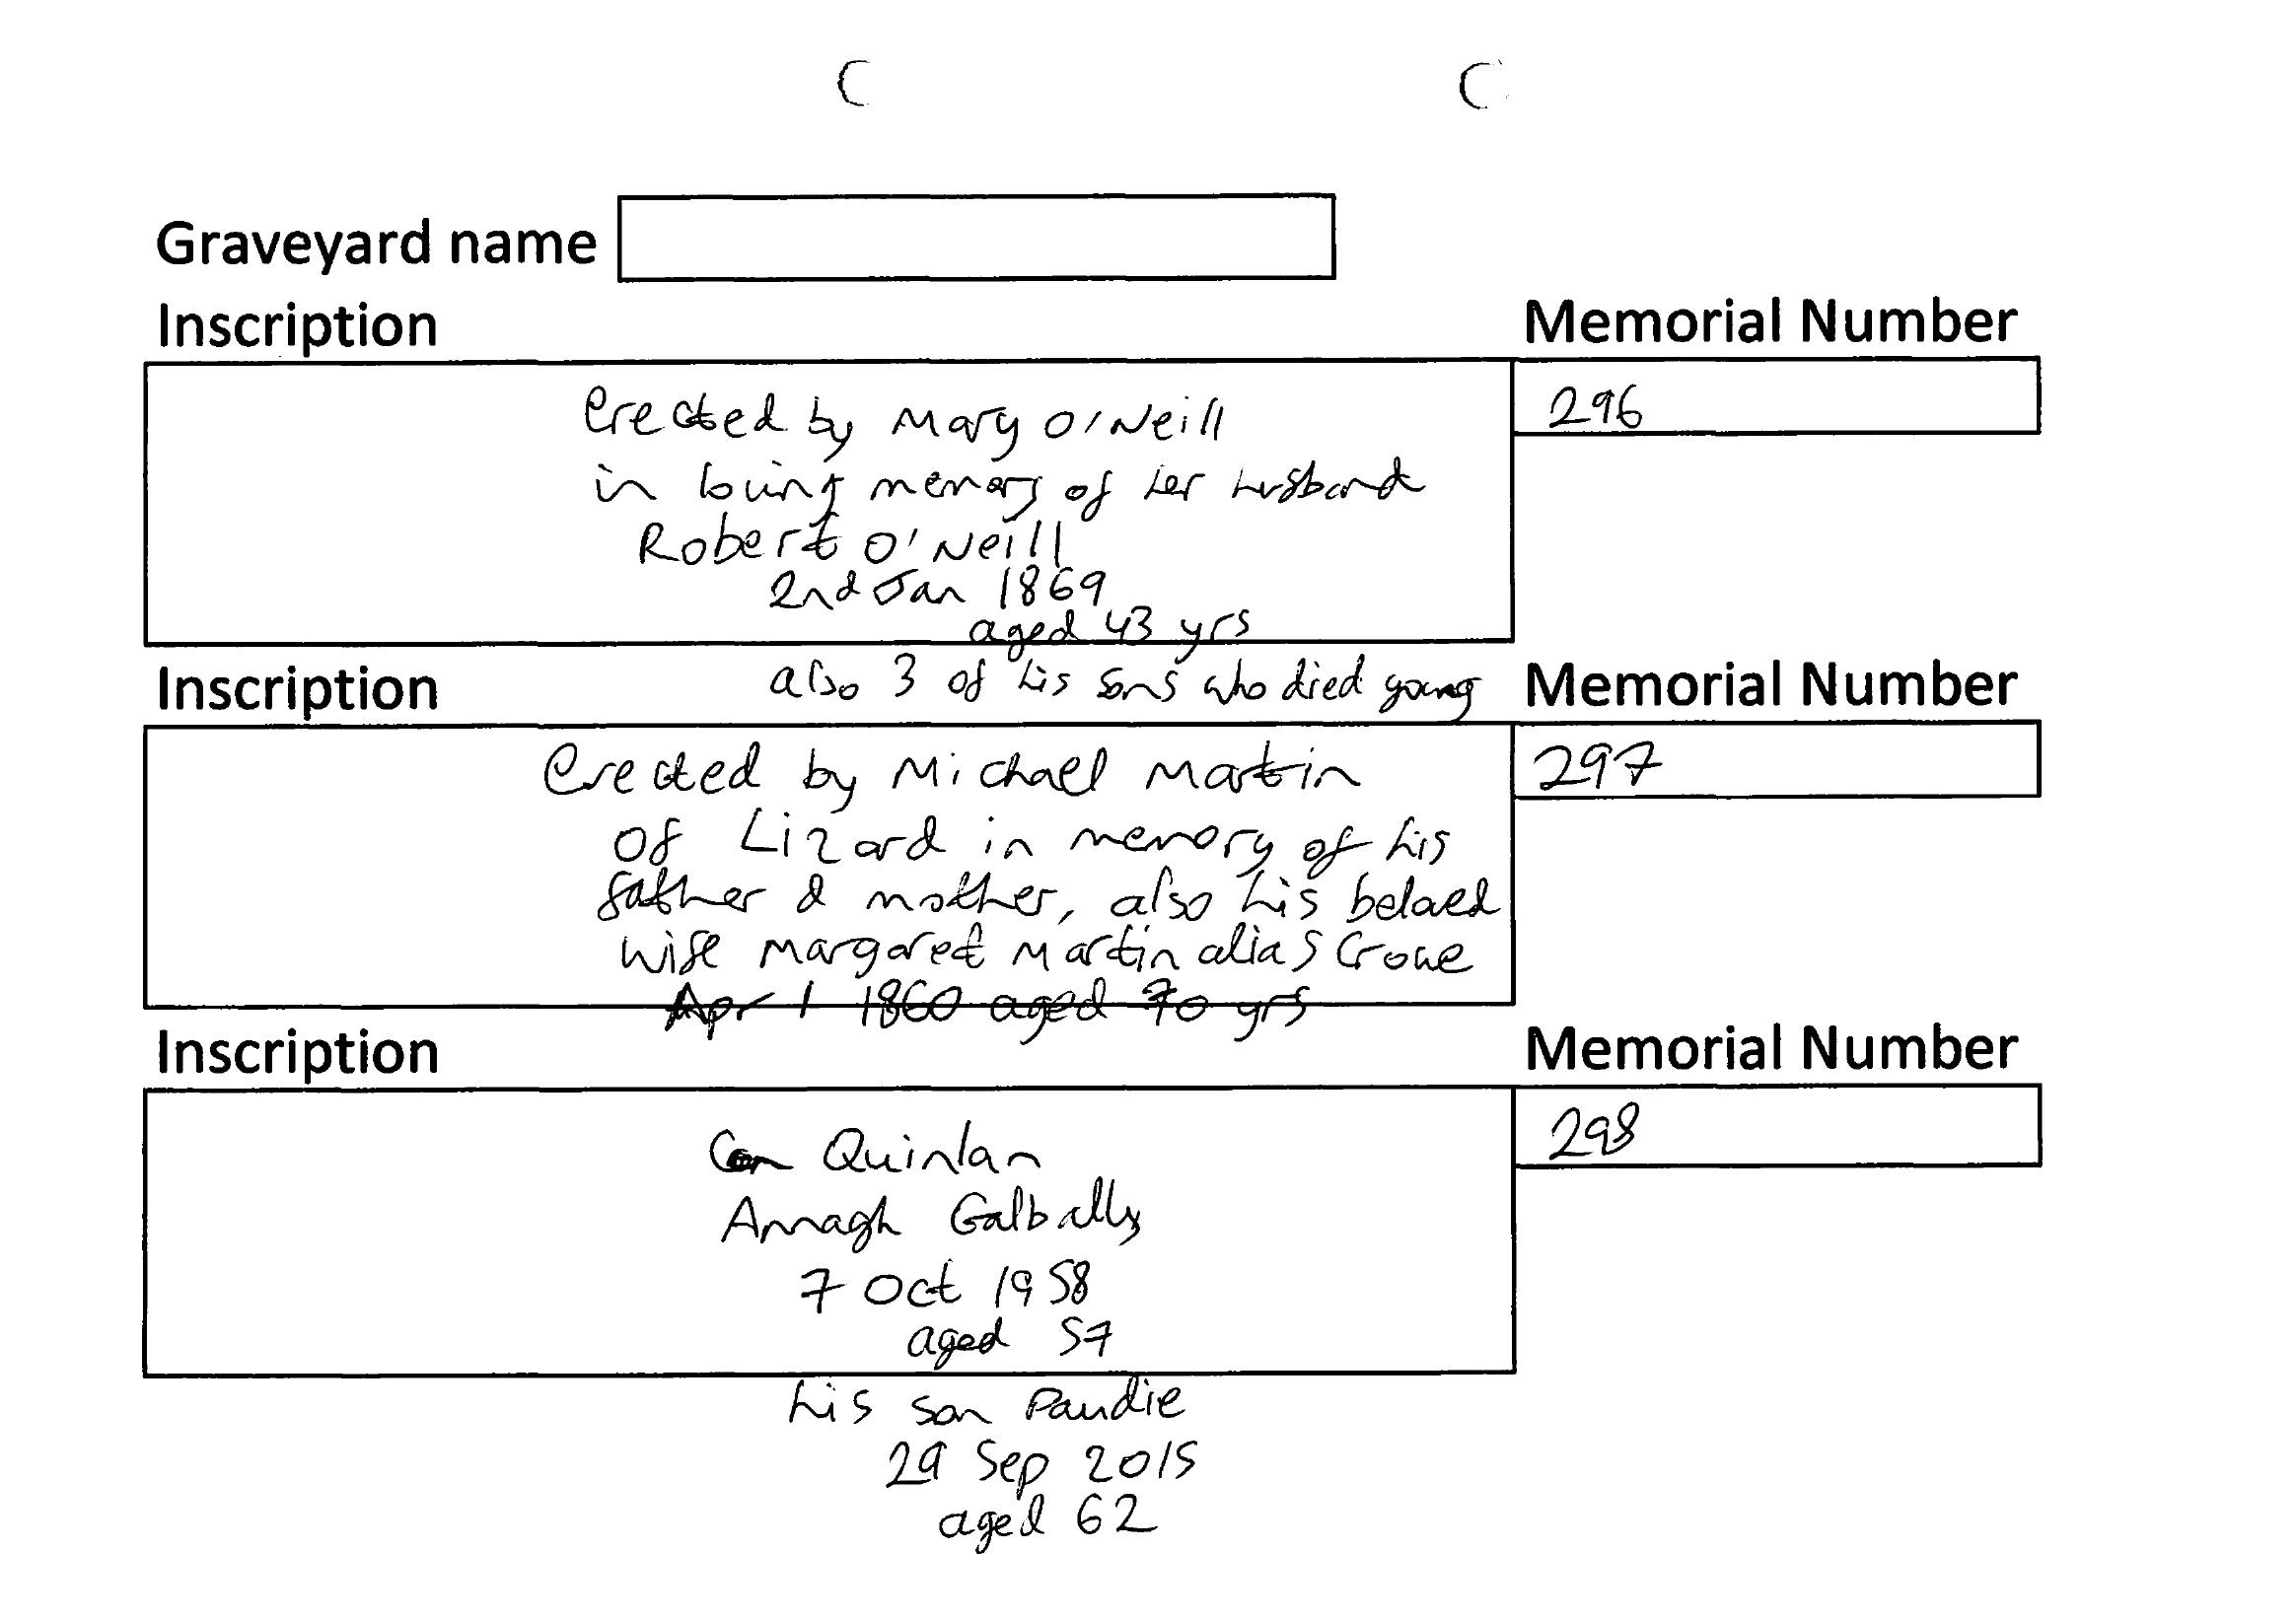 Graveyard name
Inscription
Memorial Number
Erected by Mary O'Neill
296
in loving memory of her husband
Robert O'Neill
2nd Jan 1869
aged 43 yrs
also 3 of his sons who died young
Inscription
Memorial Number
Erected by Michael Martin
297
of Lizard in memory of his
father & mother, also his beloved
wife Margaret Martin alias Crowe
Apr 1 1860 aged 70 yrs
Inscription
Memorial Number
Con Quinlan
298
Annagh Galbally
7 Oct 1958
aged 57
his son Paudie
29 Sep 2015
aged 62